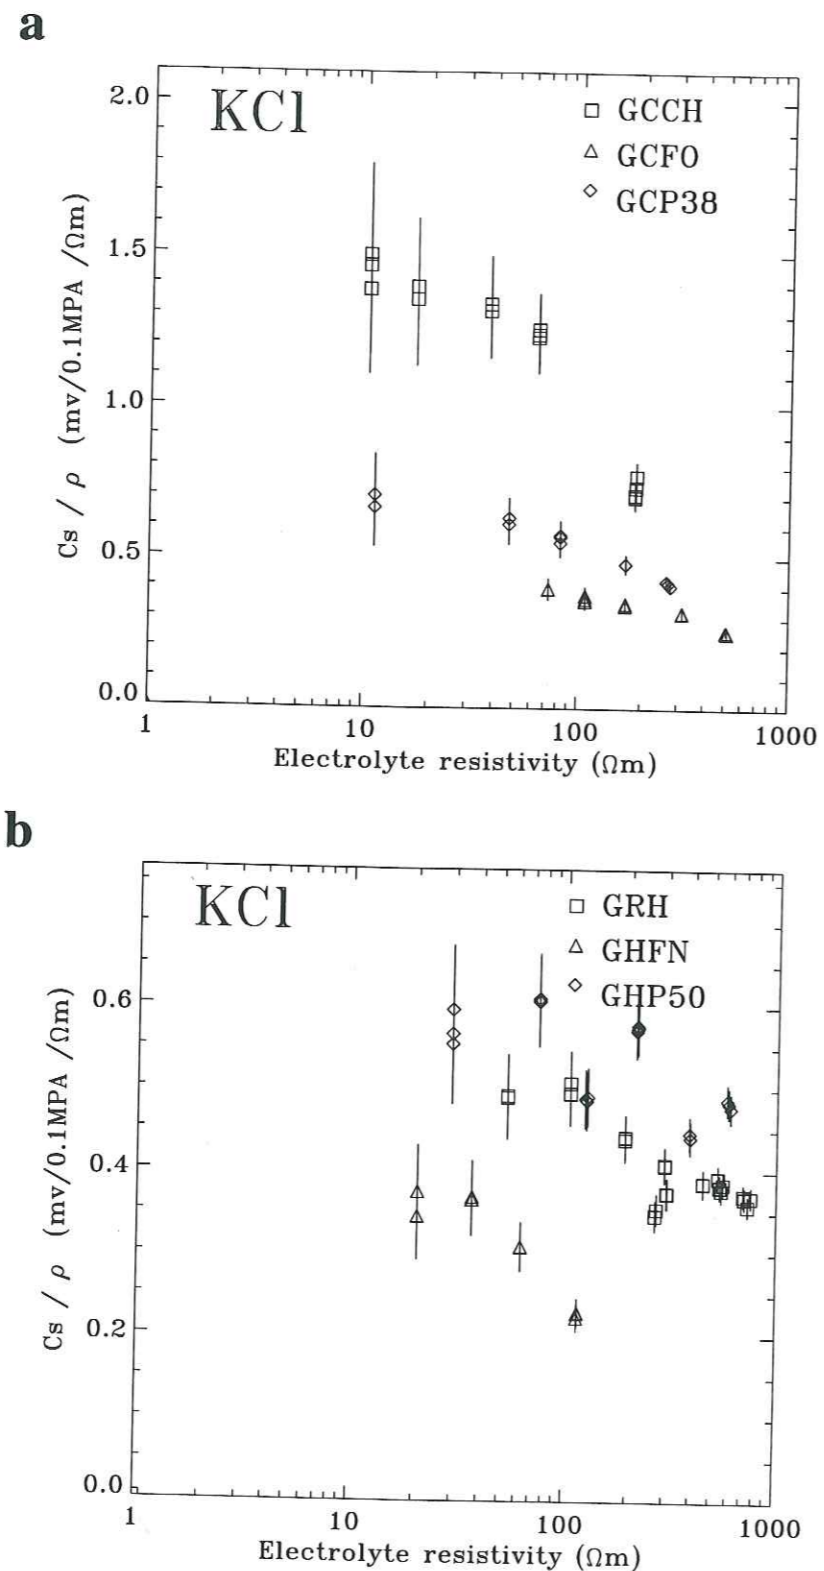 a
KCl
□ GCCH
△ GCFO
◇ GCP38
2.0
1.5
1.0
0.5
0.0
Cs / ρ (mv/0.1MPA /Ωm)
1 10 100 1000
Electrolyte resistivity (Ωm)
b
KCl
□ GRH
△ GHFN
◇ GHP50
0.6
0.4
0.2
0.0
Cs / ρ (mv/0.1MPA /Ωm)
1 10 100 1000
Electrolyte resistivity (Ωm)